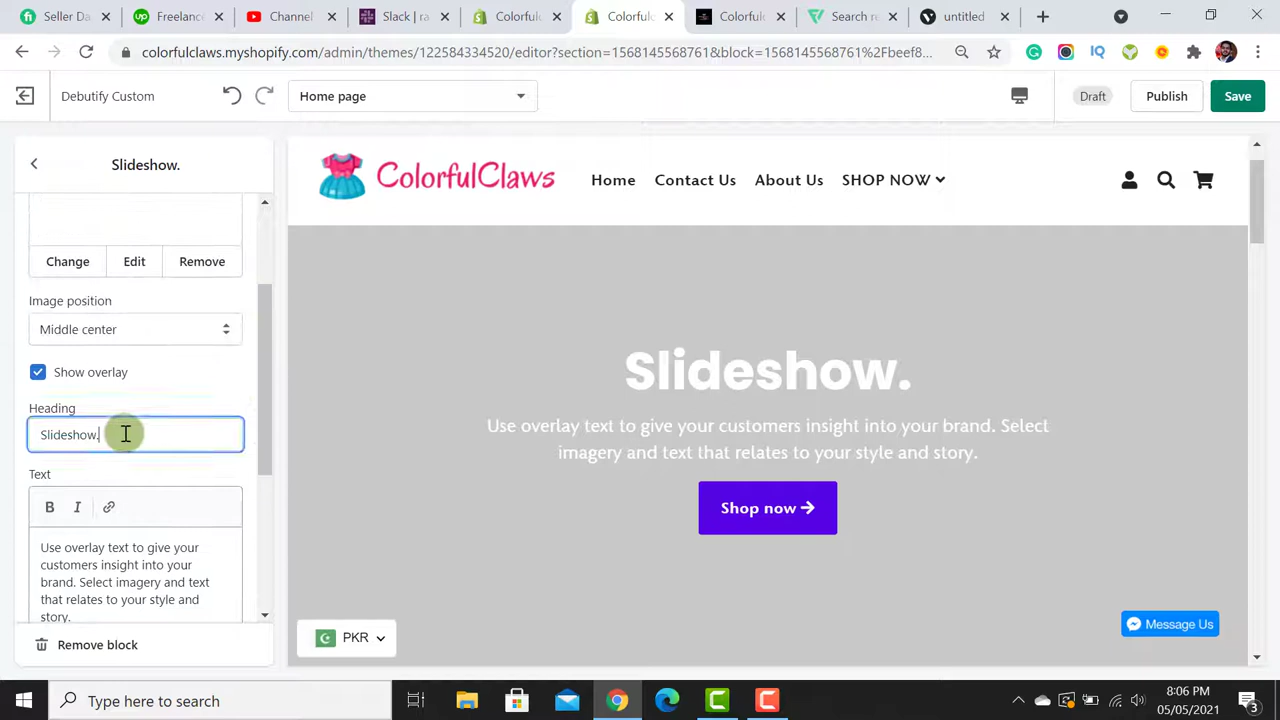 Seller Da
Freelance
Channel
Slack | ra
Colorfulc
Colorfulc
Colorfulc
Search re
untitled
colorfulclaws.myshopify.com/admin/themes/122584334520/editor?section=1568145568761&block=1568145568761%2Fbeef8...
Debutify Custom
Home page
Draft
Publish
Save
Slideshow.
Change
Edit
Remove
Image position
Middle center
Show overlay
Heading
Slideshow.
Text
B I
Use overlay text to give your
customers insight into your
brand. Select imagery and text
that relates to your style and
story.
Remove block
ColorfulClaws
Home
Contact Us
About Us
SHOP NOW
Slideshow.
Use overlay text to give your customers insight into your brand. Select
imagery and text that relates to your style and story.
Shop now
PKR
Message Us
Type here to search
8:06 PM
05/05/2021
3